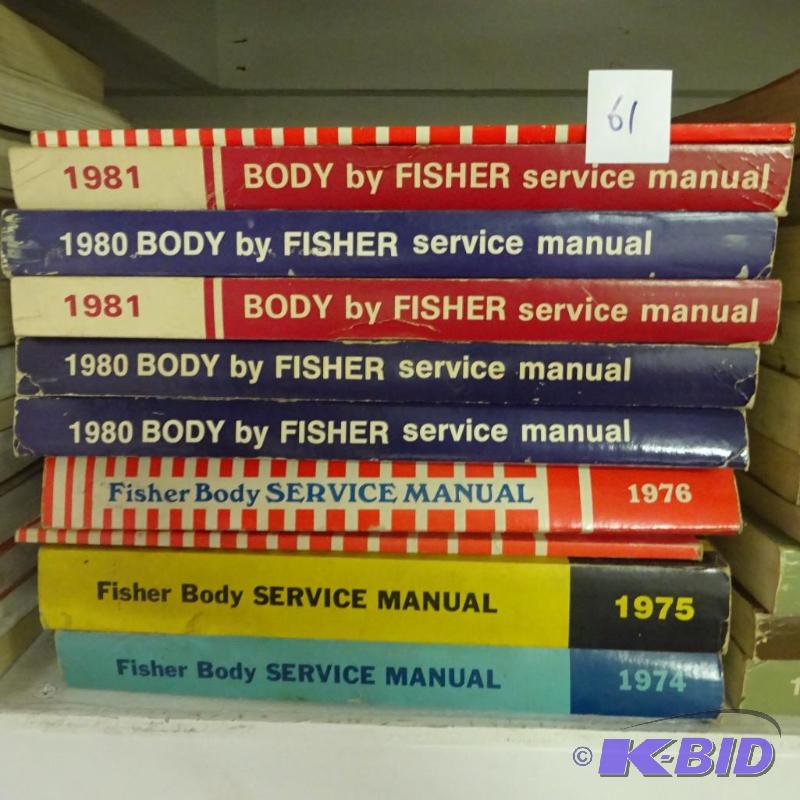 61
1981 BODY by FISHER service manual
1980 BODY by FISHER service manual
1981 BODY by FISHER service manual
1980 BODY by FISHER service manual
1980 BODY by FISHER service manual
Fisher Body SERVICE MANUAL 1976
Fisher Body SERVICE MANUAL 1975
Fisher Body SERVICE MANUAL 1974
© K-BID